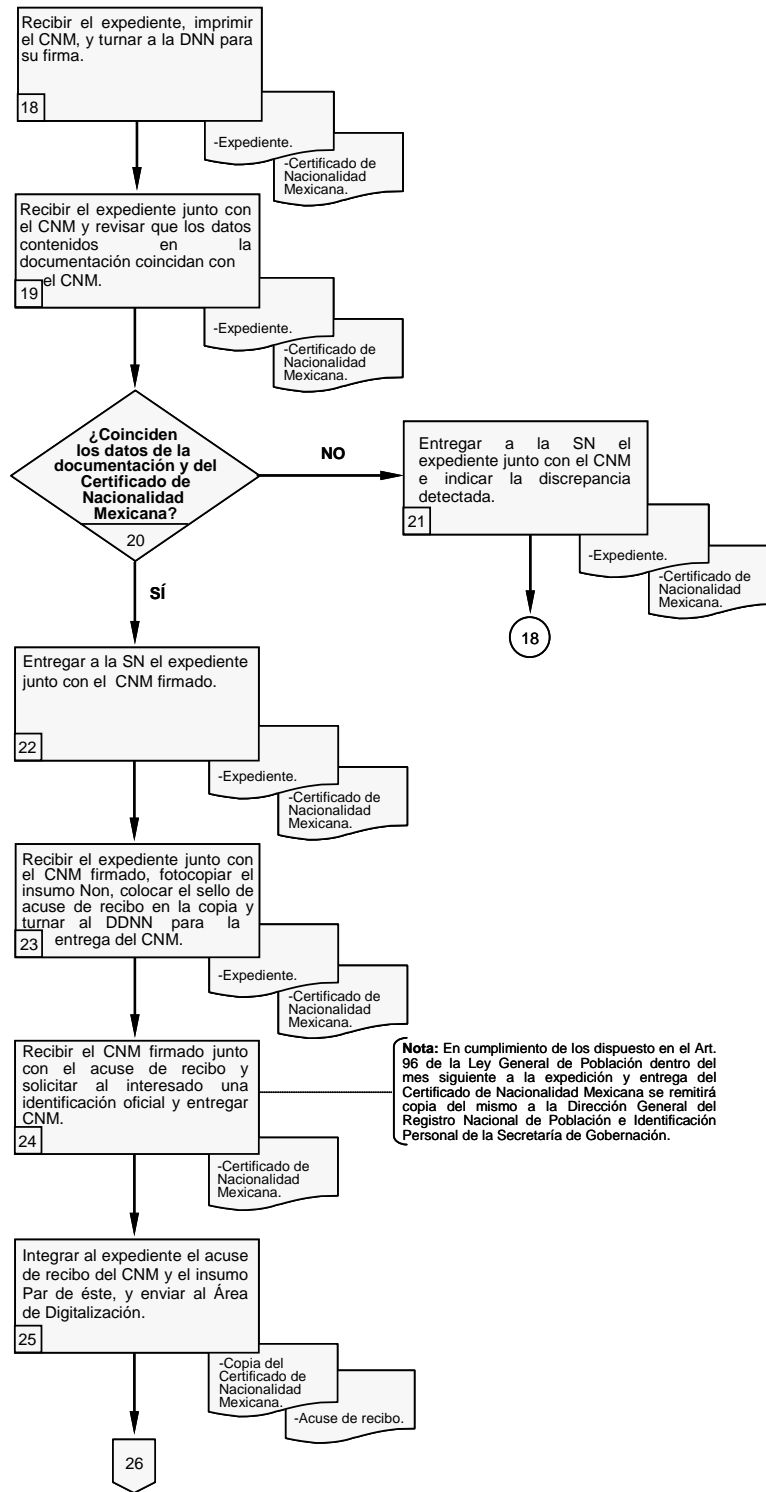 Recibir el expediente, imprimir
el CNM, y turnar a la DNN para
su firma.
18
-Expediente.
-Certificado de
Nacionalidad
Mexicana.
Recibir el expediente junto con
el CNM y revisar que los datos
contenidos en la
documentación coincidan con
el CNM.
19
-Expediente.
-Certificado de
Nacionalidad
Mexicana.
¿Coinciden
los datos de la
documentación y del
Certificado de
Nacionalidad
Mexicana?
20
NO
Entregar a la SN el
expediente junto con el CNM
e indicar la discrepancia
detectada.
21
-Expediente.
-Certificado de
Nacionalidad
Mexicana.
18
SÍ
Entregar a la SN el expediente
junto con el CNM firmado.
22
-Expediente.
-Certificado de
Nacionalidad
Mexicana.
Recibir el expediente junto con
el CNM firmado, fotocopiar el
insumo Non, colocar el sello de
acuse de recibo en la copia y
turnar al DDNN para la
entrega del CNM.
23
-Expediente.
-Certificado de
Nacionalidad
Mexicana.
Recibir el CNM firmado junto
con el acuse de recibo y
solicitar al interesado una
identificación oficial y entregar
CNM.
24
-Certificado de
Nacionalidad
Mexicana.
Nota: En cumplimiento de los dispuesto en el Art.
96 de la Ley General de Población dentro del
mes siguiente a la expedición y entrega del
Certificado de Nacionalidad Mexicana se remitirá
copia del mismo a la Dirección General del
Registro Nacional de Población e Identificación
Personal de la Secretaría de Gobernación.
Integrar al expediente el acuse
de recibo del CNM y el insumo
Par de éste, y enviar al Área
de Digitalización.
25
-Copia del
Certificado de
Nacionalidad
Mexicana.
-Acuse de recibo.
26